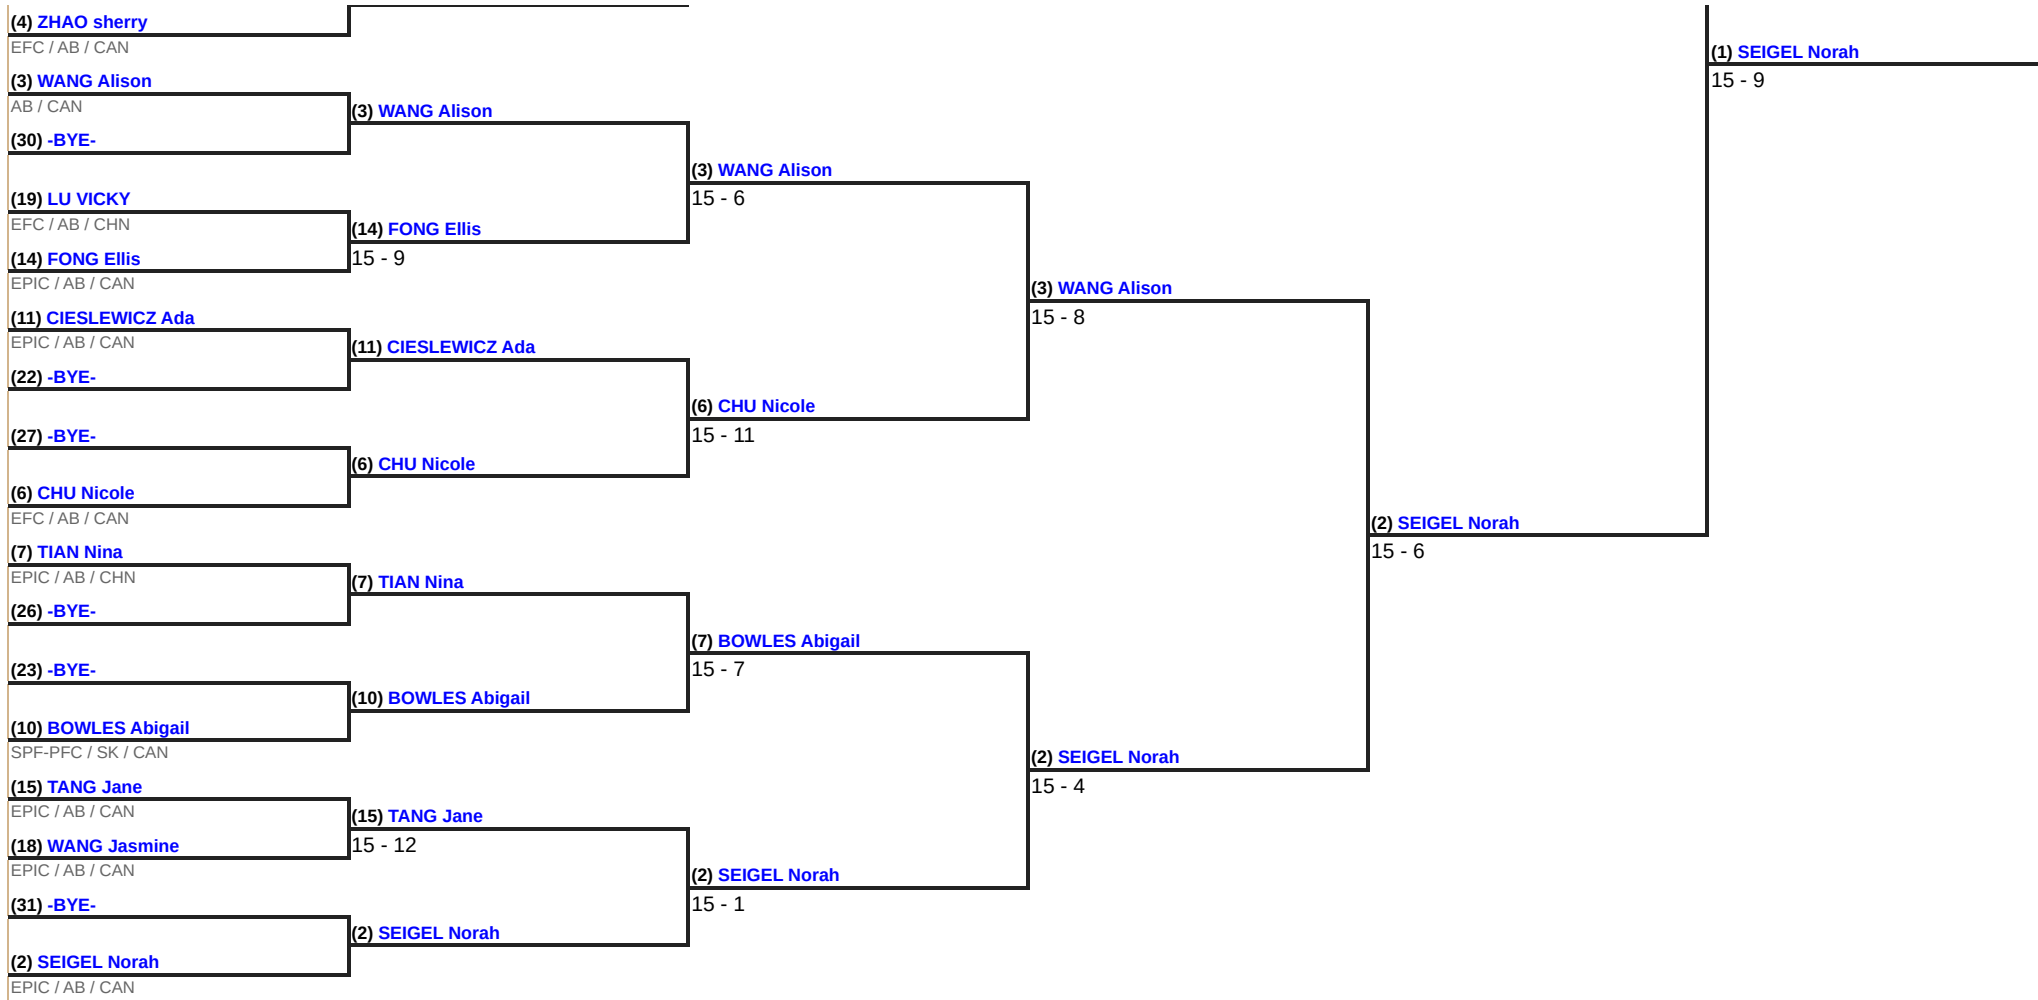 (4) ZHAO sherry
EFC / AB / CAN
(3) WANG Alison
AB / CAN
(30) -BYE-
(19) LU VICKY
EFC / AB / CHN
(14) FONG Ellis
EPIC / AB / CAN
(11) CIESLEWICZ Ada
EPIC / AB / CAN
(22) -BYE-
(27) -BYE-
(6) CHU Nicole
EFC / AB / CAN
(7) TIAN Nina
EPIC / AB / CHN
(26) -BYE-
(23) -BYE-
(10) BOWLES Abigail
SPF-PFC / SK / CAN
(15) TANG Jane
EPIC / AB / CAN
(18) WANG Jasmine
EPIC / AB / CAN
(31) -BYE-
(2) SEIGEL Norah
EPIC / AB / CAN
(3) WANG Alison
(14) FONG Ellis
15 - 9
(11) CIESLEWICZ Ada
(6) CHU Nicole
(7) TIAN Nina
(10) BOWLES Abigail
(15) TANG Jane
15 - 12
(2) SEIGEL Norah
(3) WANG Alison
15 - 6
(6) CHU Nicole
15 - 11
(7) BOWLES Abigail
15 - 7
(2) SEIGEL Norah
15 - 1
(3) WANG Alison
15 - 8
(2) SEIGEL Norah
15 - 4
(2) SEIGEL Norah
15 - 6
(1) SEIGEL Norah
15 - 9